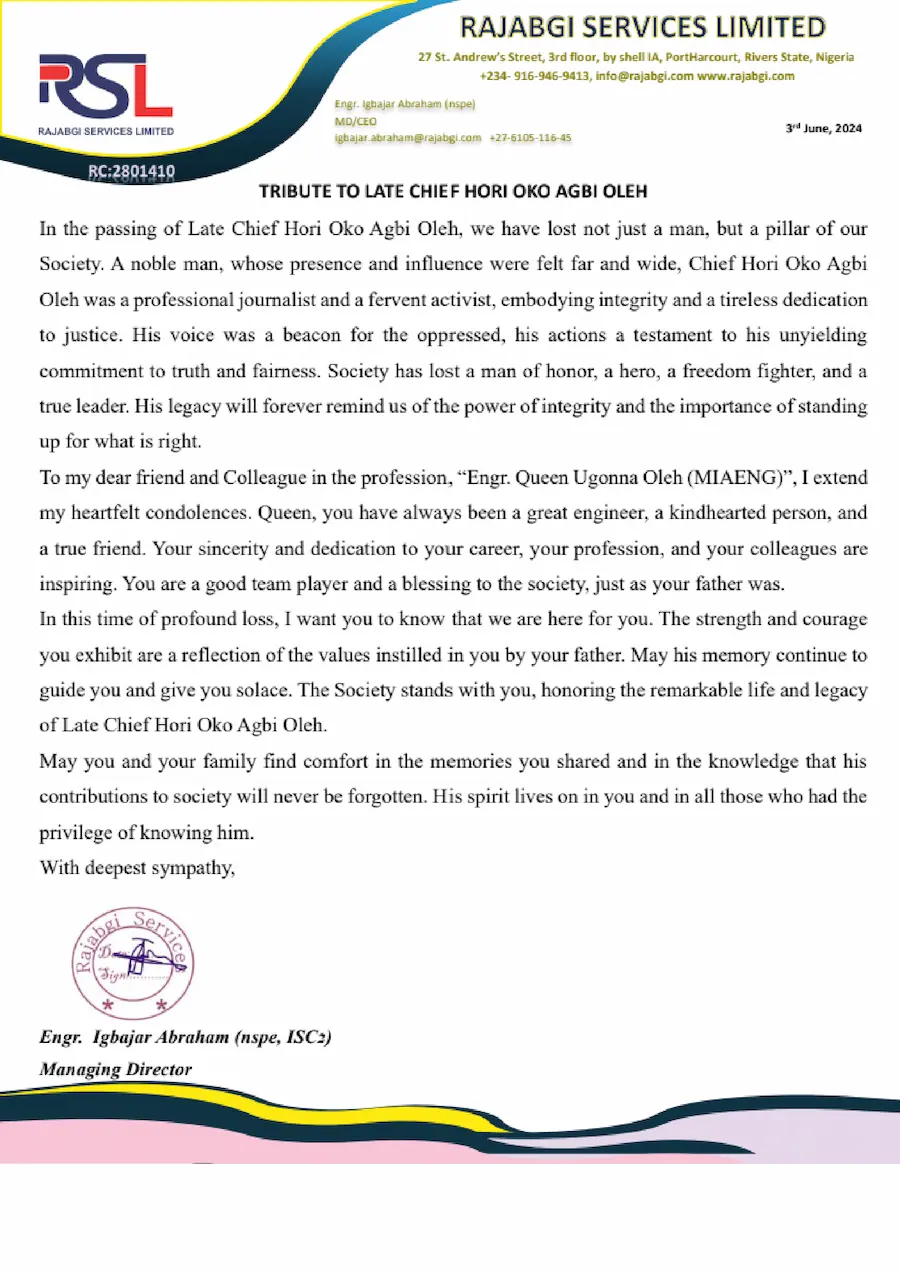 RAJABGI SERVICES LIMITED
27 St. Andrew's Street, 3rd floor, by shell IA, PortHarcourt, Rivers State, Nigeria
+234- 916-946-9413, info@rajabgi.com www.rajabgi.com
RSL
RAJABGI SERVICES LIMITED
RC:2801410
Engr. Igbajar Abraham (nspe)
MD/CEO
igbajar.abraham@rajabgi.com +27-6105-116-45
3rd June, 2024
TRIBUTE TO LATE CHIEF HORI OKO AGBI OLEH
In the passing of Late Chief Hori Oko Agbi Oleh, we have lost not just a man, but a pillar of our
Society. A noble man, whose presence and influence were felt far and wide, Chief Hori Oko Agbi
Oleh was a professional journalist and a fervent activist, embodying integrity and a tireless dedication
to justice. His voice was a beacon for the oppressed, his actions a testament to his unyielding
commitment to truth and fairness. Society has lost a man of honor, a hero, a freedom fighter, and a
true leader. His legacy will forever remind us of the power of integrity and the importance of standing
up for what is right.
To my dear friend and Colleague in the profession, “Engr. Queen Ugonna Oleh (MIAENG)”, I extend
my heartfelt condolences. Queen, you have always been a great engineer, a kindhearted person, and
a true friend. Your sincerity and dedication to your career, your profession, and your colleagues are
inspiring. You are a good team player and a blessing to the society, just as your father was.
In this time of profound loss, I want you to know that we are here for you. The strength and courage
you exhibit are a reflection of the values instilled in you by your father. May his memory continue to
guide you and give you solace. The Society stands with you, honoring the remarkable life and legacy
of Late Chief Hori Oko Agbi Oleh.
May you and your family find comfort in the memories you shared and in the knowledge that his
contributions to society will never be forgotten. His spirit lives on in you and in all those who had the
privilege of knowing him.
With deepest sympathy,
Rajabgi Services
Sign
Engr. Igbajar Abraham (nspe, ISC2)
Managing Director